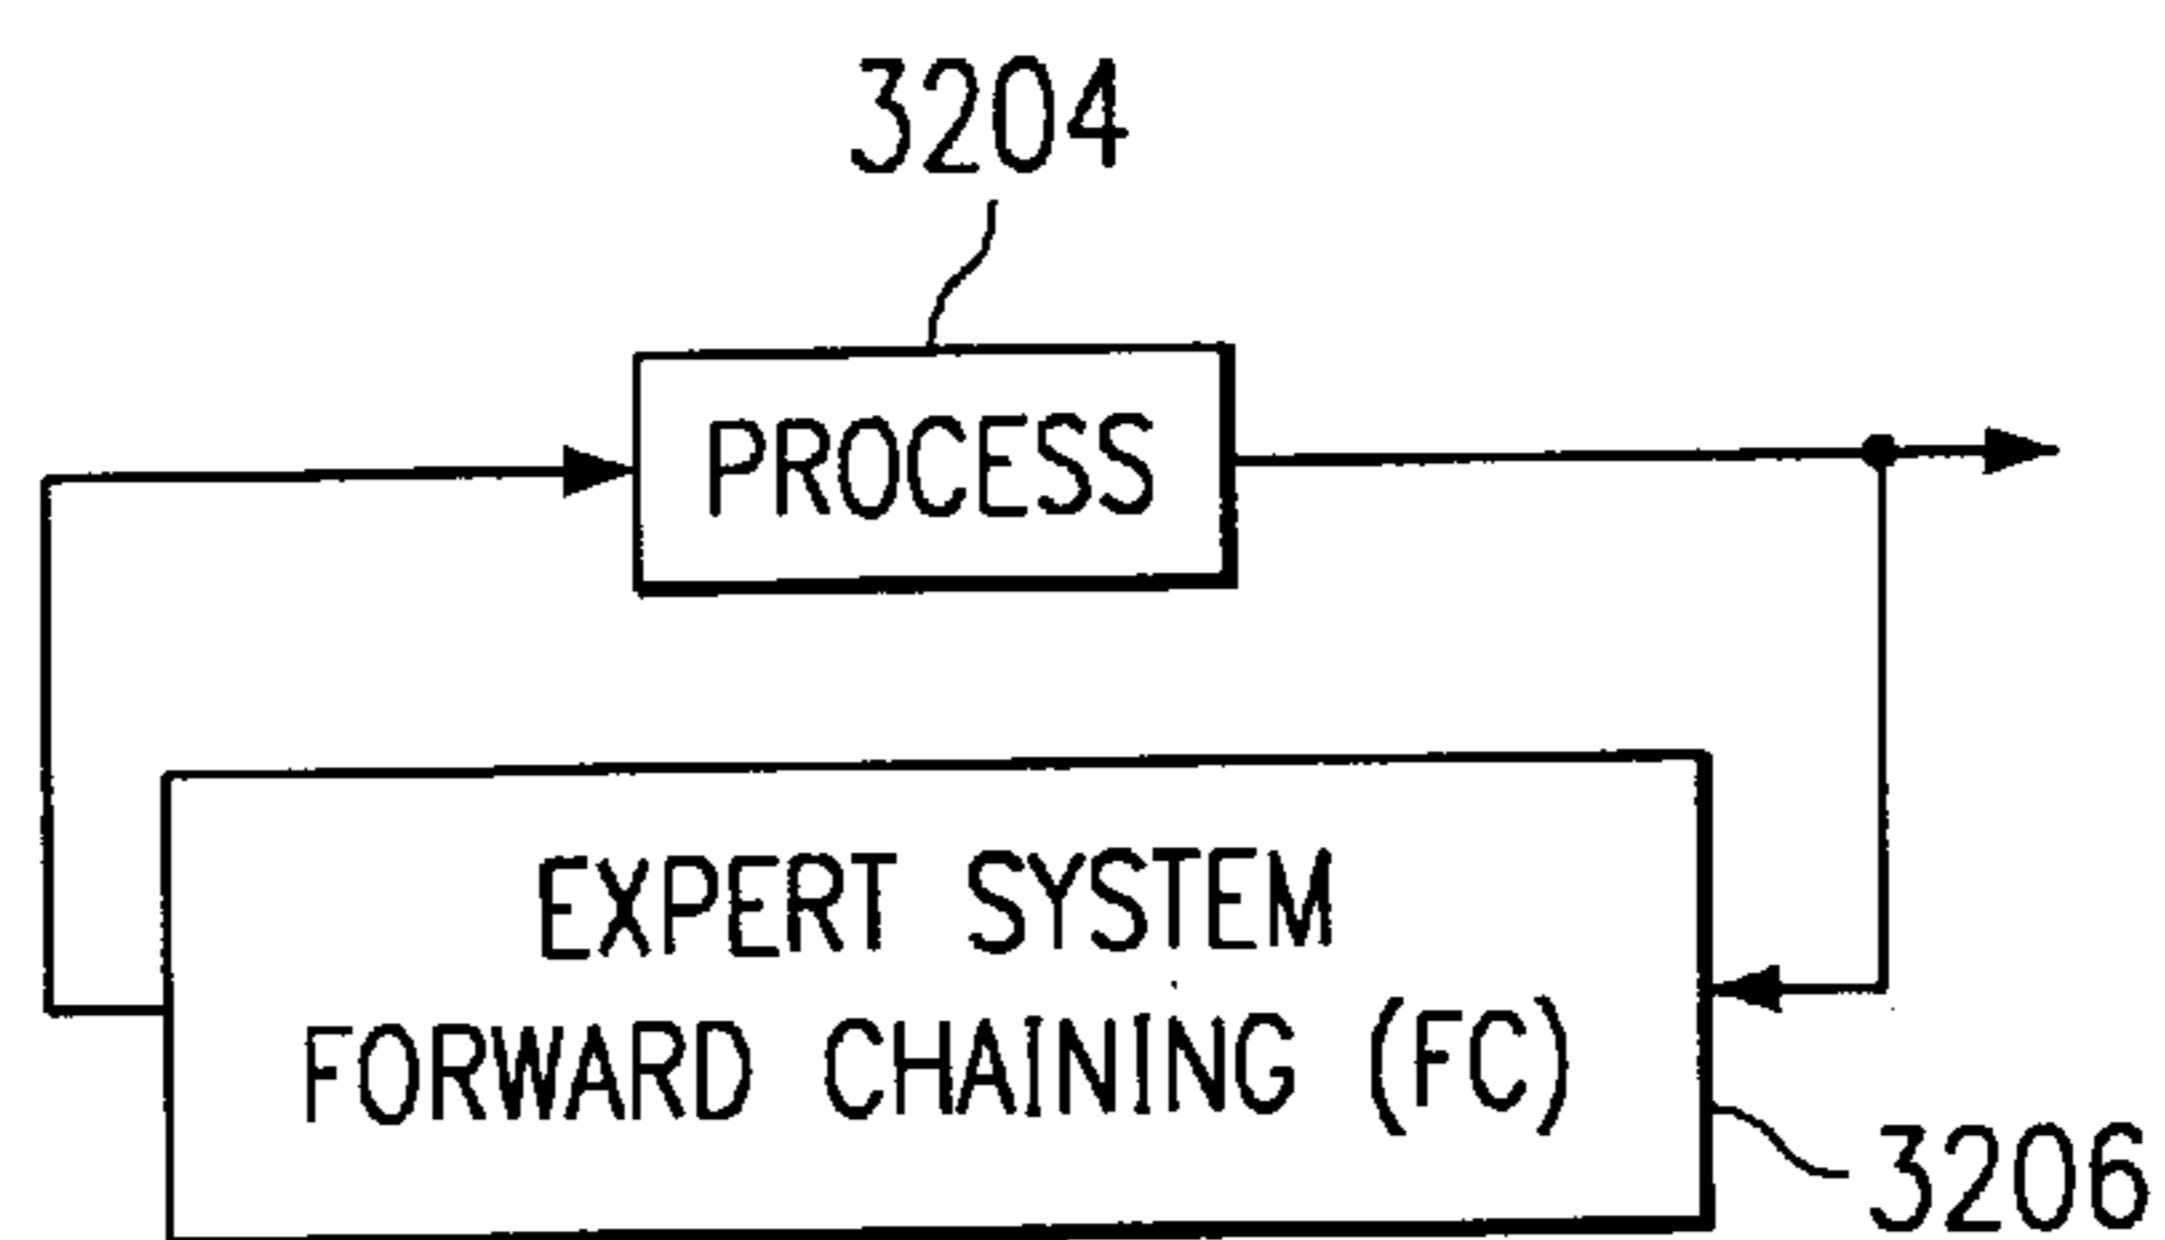 3204
PROCESS
EXPERT SYSTEM
FORWARD CHAINING (FC)
3206